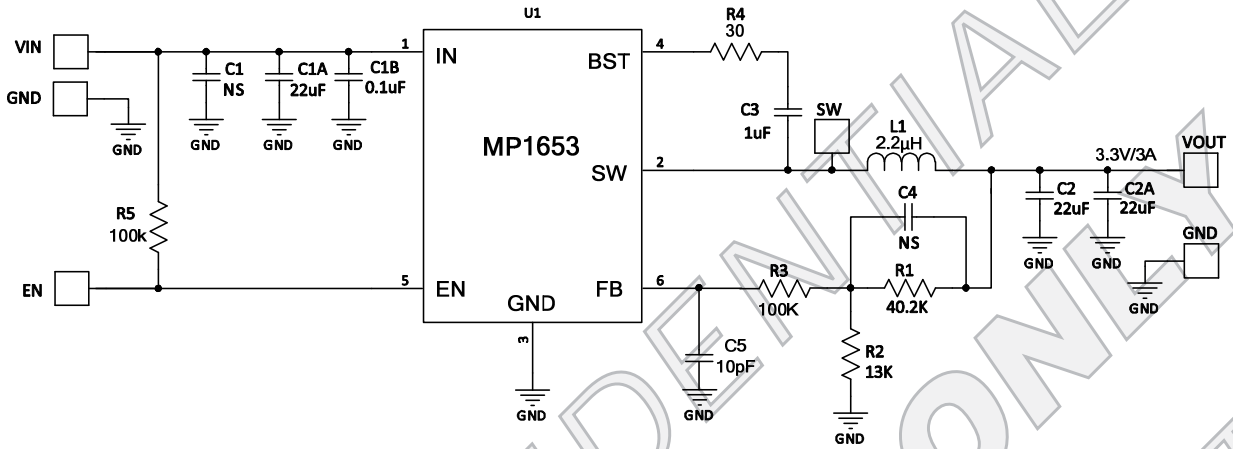 U1
VIN
GND
GND
C1
NS
GND
C1A
22uF
GND
C1B
0.1uF
GND
R5
100k
EN
1
IN
5
EN
MP1653
GND
3
GND
BST
4
SW
2
FB
6
R4
30
C3
1uF
SW
L1
2.2µH
C4
NS
R3
100K
R1
40.2K
C5
10pF
GND
R2
13K
GND
3.3V/3A
VOUT
C2
22uF
GND
C2A
22uF
GND
GND
GND
CONFIDENTIAL
ONLY